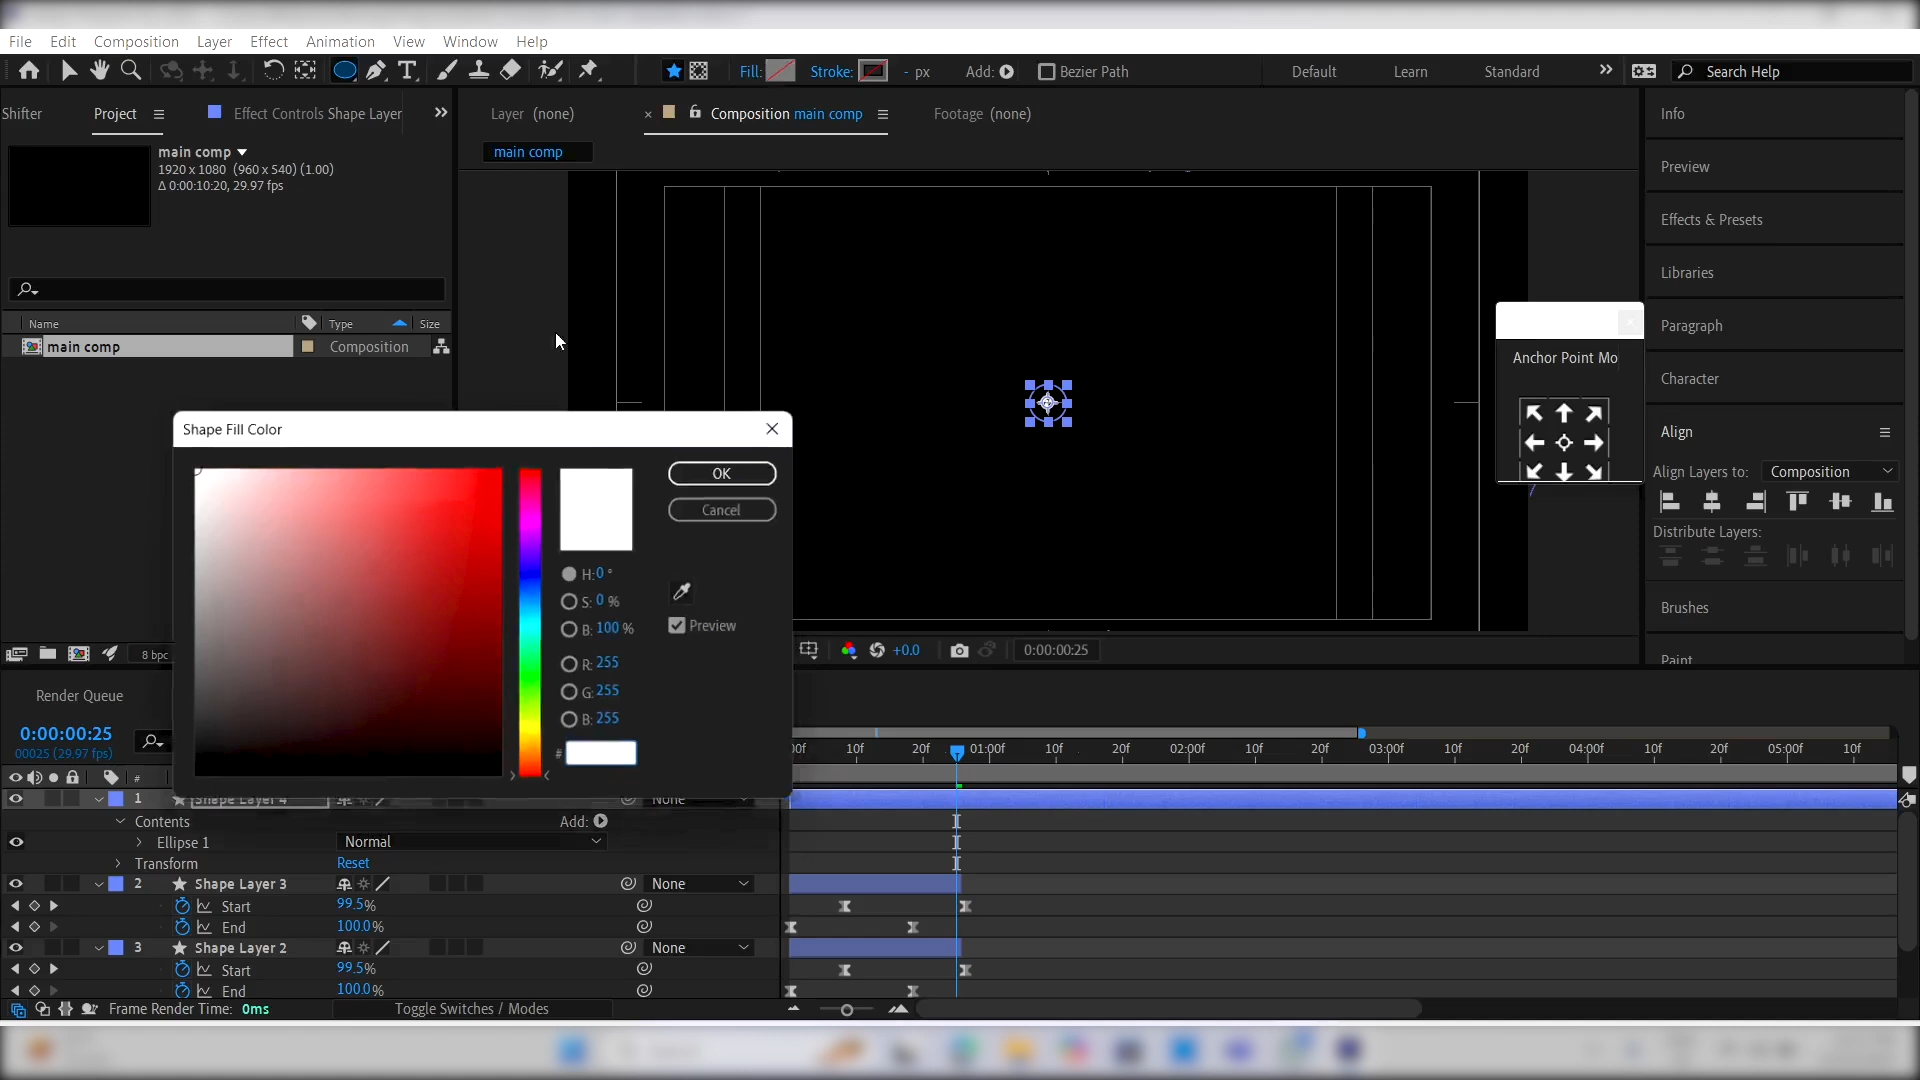 File Edit Composition Layer Effect Animation View Window Help
Fill: Stroke: - px Add: Bezier Path Default Learn Standard Search Help
Shifter Project Effect Controls Shape Layer Layer (none) × Composition main comp Footage (none)
main comp
1920 x 1080 (960 x 540) (1.00)
Δ 0:00:10:20, 29.97 fps
main comp
Name Type Size
main comp Composition
Info
Preview
Effects & Presets
Libraries
Paragraph
Character
Anchor Point Mo
Align
Align Layers to: Composition
Distribute Layers:
Brushes
Paint
Shape Fill Color
OK
Cancel
H: 0 °
S: 0 %
B: 100 %
Preview
R: 255
G: 255
B: 255
#
8 bpc
+0.0 0:00:00:25
Render Queue
0:00:00:25
00025 (29.97 fps)
00f 10f 20f 01:00f 10f 20f 02:00f 10f 20f 03:00f 10f 20f 04:00f 10f 20f 05:00f 10f
#
1 Shape Layer 4 None
Contents Add:
Ellipse 1 Normal
Transform Reset
2 Shape Layer 3 None
Start 99.5%
End 100.0%
3 Shape Layer 2 None
Start 99.5%
End 100.0%
Frame Render Time: 0ms Toggle Switches / Modes